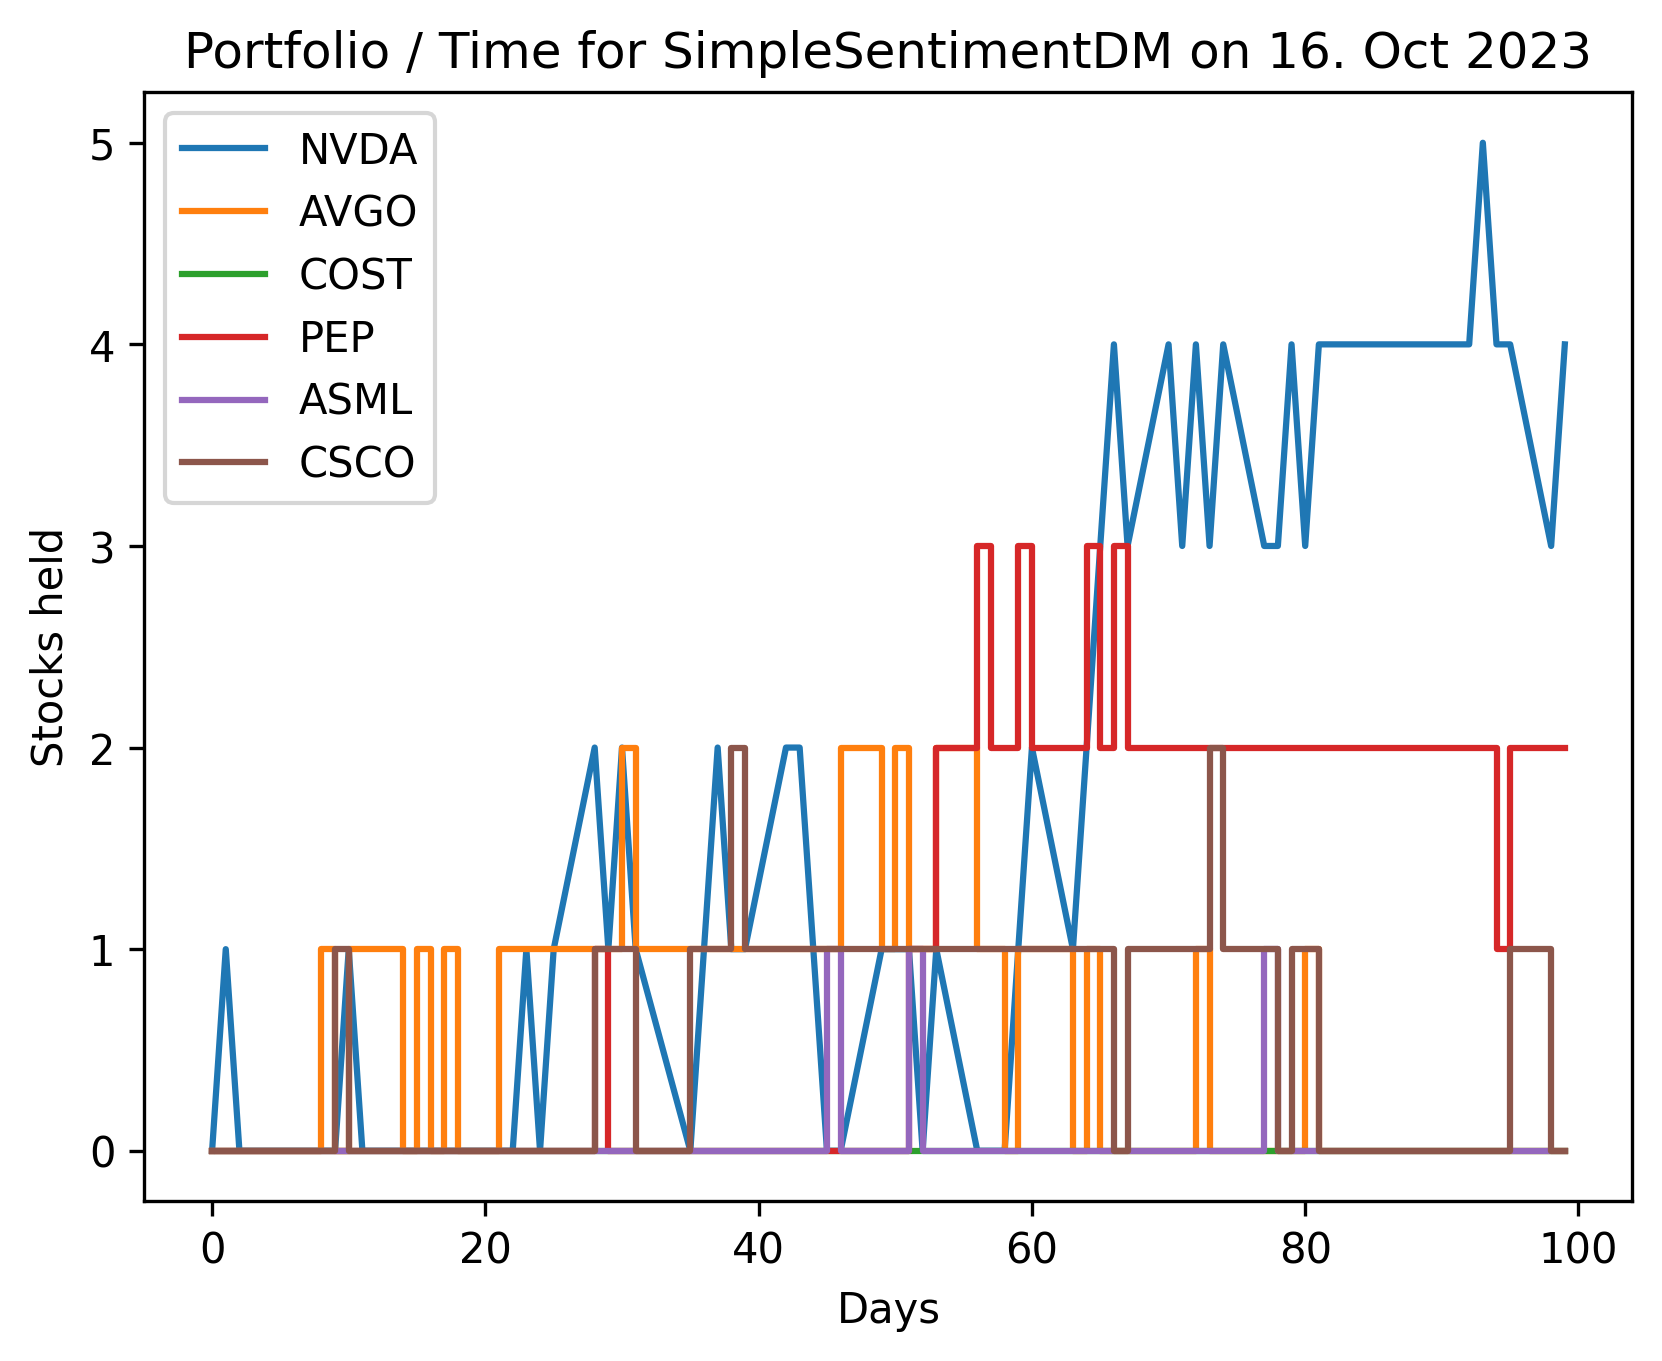 Portfolio / Time for SimpleSentimentDM on 16. Oct 2023
NVDA
AVGO
COST
PEP
ASML
CSCO
Stocks held
5
4
3
2
1
0
0 20 40 60 80 100
Days